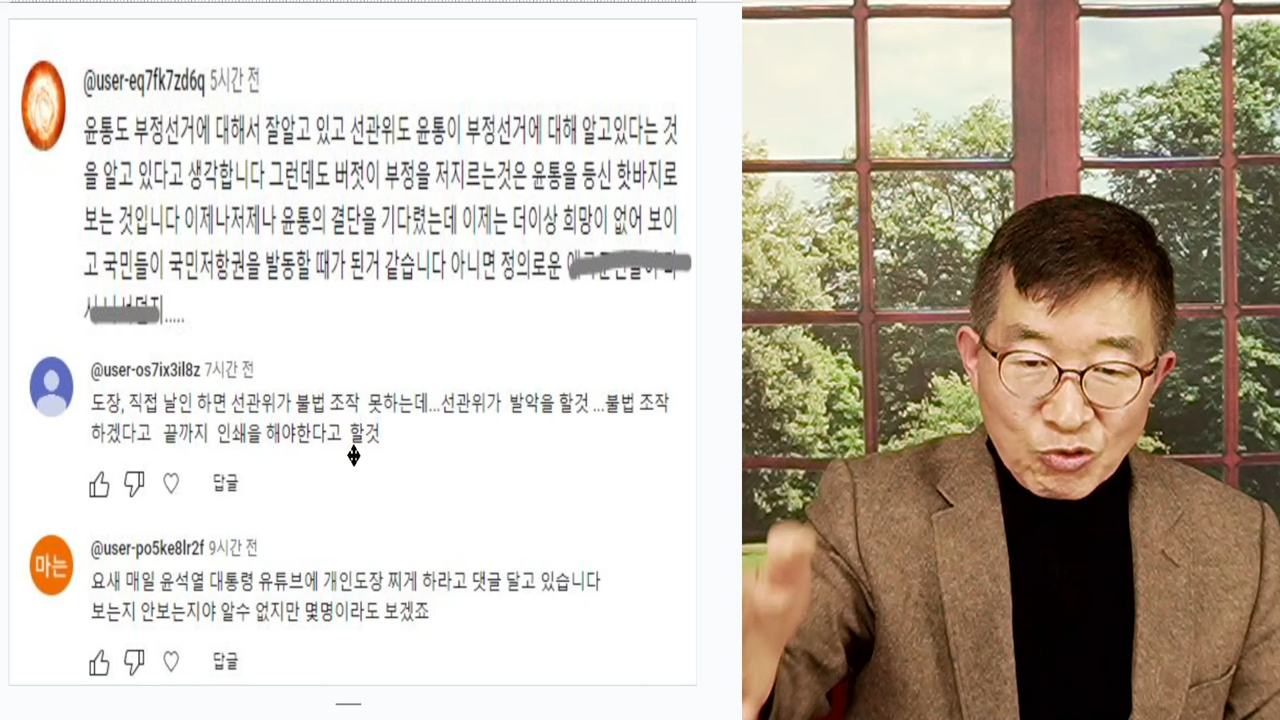 @user-eq7fk7zd6q 5시간 전
윤통도 부정선거에 대해서 잘알고 있고 선관위도 윤통이 부정선거에 대해 알고있다는 것
을 알고 있다고 생각합니다 그런데도 버젓이 부정을 저지르는것은 윤통을 등신 핫바지로
보는 것입니다 이제나저제나 윤통의 결단을 기다렸는데 이제는 더이상 희망이 없어 보이
고 국민들이 국민저항권을 발동할 때가 된거 같습니다 아니면 정의로운
.....
@user-os7ix3il8z 7시간 전
도장, 직접 날인 하면 선관위가 불법 조작 못하는데...선관위가 발악을 할것 ...불법 조작
하겠다고 끝까지 인쇄을 해야한다고 할것
답글
마는
@user-po5ke8lr2f 9시간 전
요새 매일 윤석열 대통령 유튜브에 개인도장 찌게 하라고 댓글 달고 있습니다
보는지 안보는지야 알수 없지만 몇명이라도 보겠죠
답글